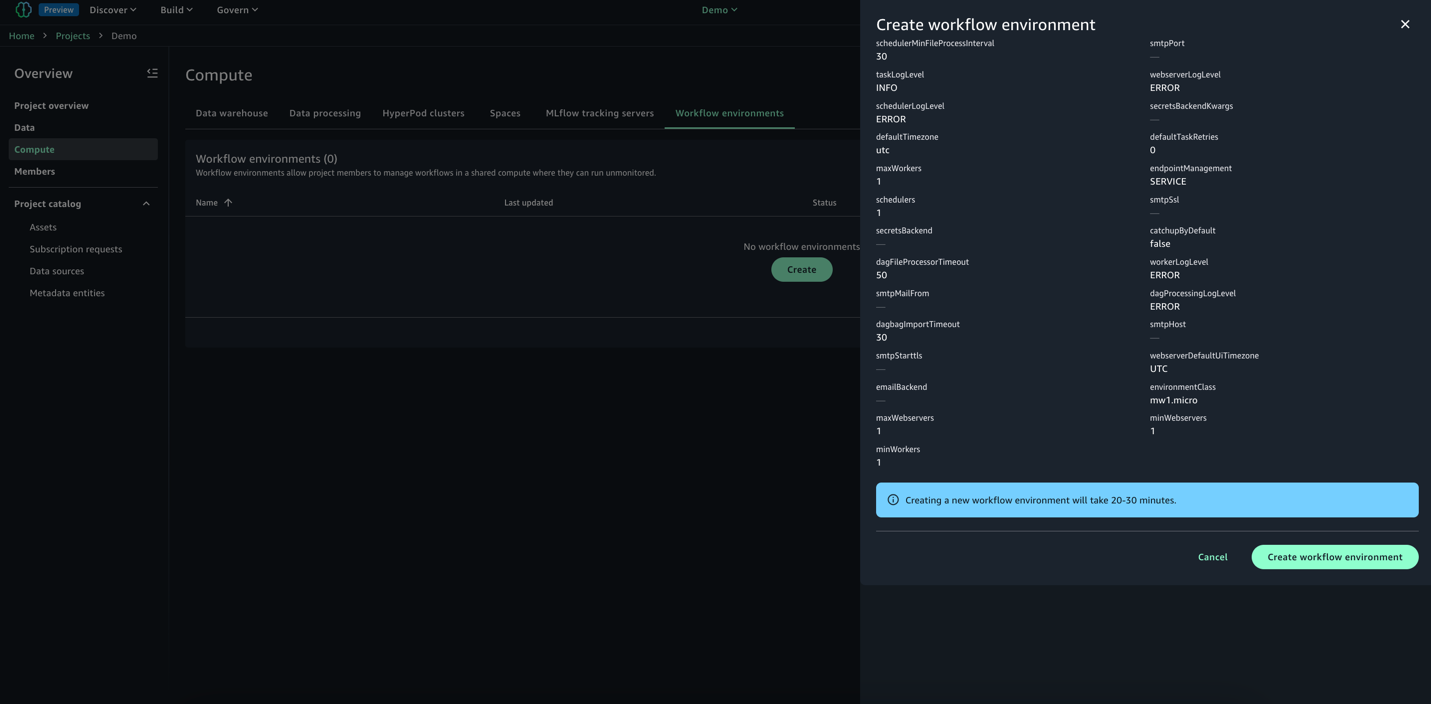 Preview Discover Build Govern Demo
Home > Projects > Demo
Overview
Project overview
Data
Compute
Members
Project catalog
Assets
Subscription requests
Data sources
Metadata entities
Compute
Data warehouse Data processing HyperPod clusters Spaces MLflow tracking servers Workflow environments
Workflow environments (0)
Workflow environments allow project members to manage workflows in a shared compute where they can run unmonitored.
Name Last updated Status
No workflow environments
Create
Create workflow environment
schedulerMinFileProcessInterval
30
smtpPort
—
taskLogLevel
INFO
webserverLogLevel
ERROR
schedulerLogLevel
ERROR
secretsBackendKwargs
—
defaultTimezone
utc
defaultTaskRetries
0
maxWorkers
1
endpointManagement
SERVICE
schedulers
1
smtpSsl
—
secretsBackend
—
catchupByDefault
false
dagFileProcessorTimeout
50
workerLogLevel
ERROR
smtpMailFrom
—
dagProcessingLogLevel
ERROR
dagbagImportTimeout
30
smtpHost
—
smtpStarttls
—
webserverDefaultUiTimezone
UTC
emailBackend
—
environmentClass
mw1.micro
maxWebservers
1
minWebservers
1
minWorkers
1
Creating a new workflow environment will take 20-30 minutes.
Cancel Create workflow environment